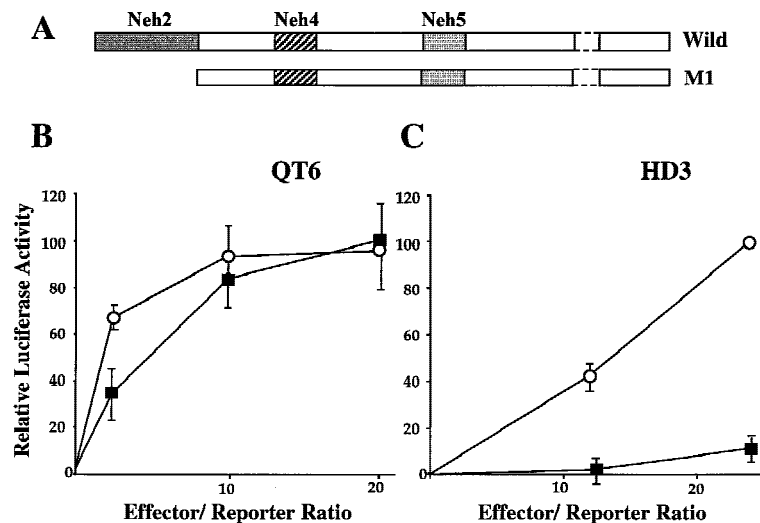 A
Neh2 Neh4 Neh5
Wild
M1
B
QT6
C
HD3
Relative Luciferase Activity
120
100
80
60
40
20
0
10 20
Effector/ Reporter Ratio
120
100
80
60
40
20
0
10 20
Effector/ Reporter Ratio